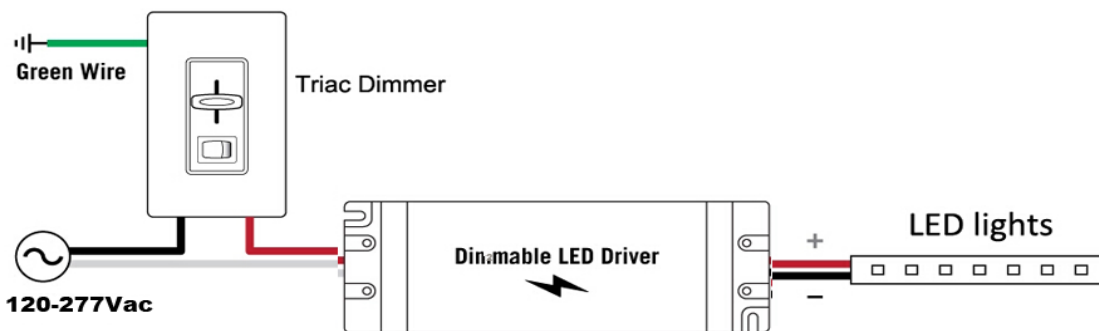 Green Wire
Triac Dimmer
120-277Vac
Dimmable LED Driver
+
−
LED lights